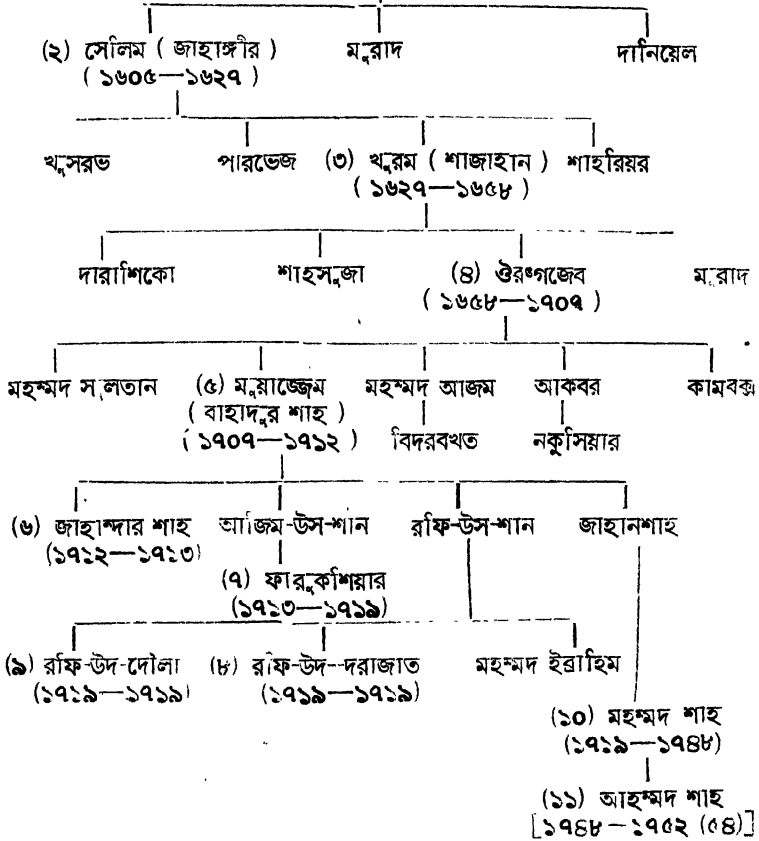 (২) সেলিম ( জাহাঙ্গীর ) মুরাদ দানিয়েল
( ১৬০৫—১৬২৭ )
খুসরভ পারভেজ (৩) খুরম ( শাজাহান ) শাহরিয়র
( ১৬২৭—১৬৫৮ )
দারাশিকো শাহসুজা (৪) ঔরংগজেব মুরাদ
( ১৬৫৮—১৭০৭ )
মহম্মদ সুলতান (৫) মুয়াজ্জেম মহম্মদ আজম আকবর কামবক্স
( বাহাদুর শাহ )
( ১৭০৭—১৭১২ ) বিদরবখত নকুসিয়ার
(৬) জাহান্দার শাহ আজিম-উস-শান রফি-উস-শান জাহানশাহ
(১৭১২—১৭১৩)
(৭) ফারুকশিয়ার
(১৭১৩—১৭১৯)
(৯) রফি-উদ-দৌলা (৮) রফি-উদ--দরাজাত মহম্মদ ইব্রাহিম
(১৭১৯—১৭১৯) (১৭১৯—১৭১৯)
(১০) মহম্মদ শাহ
(১৭১৯—১৭৪৮)
(১১) আহম্মদ শাহ
[১৭৪৮—১৭৫২ (৫৪)]